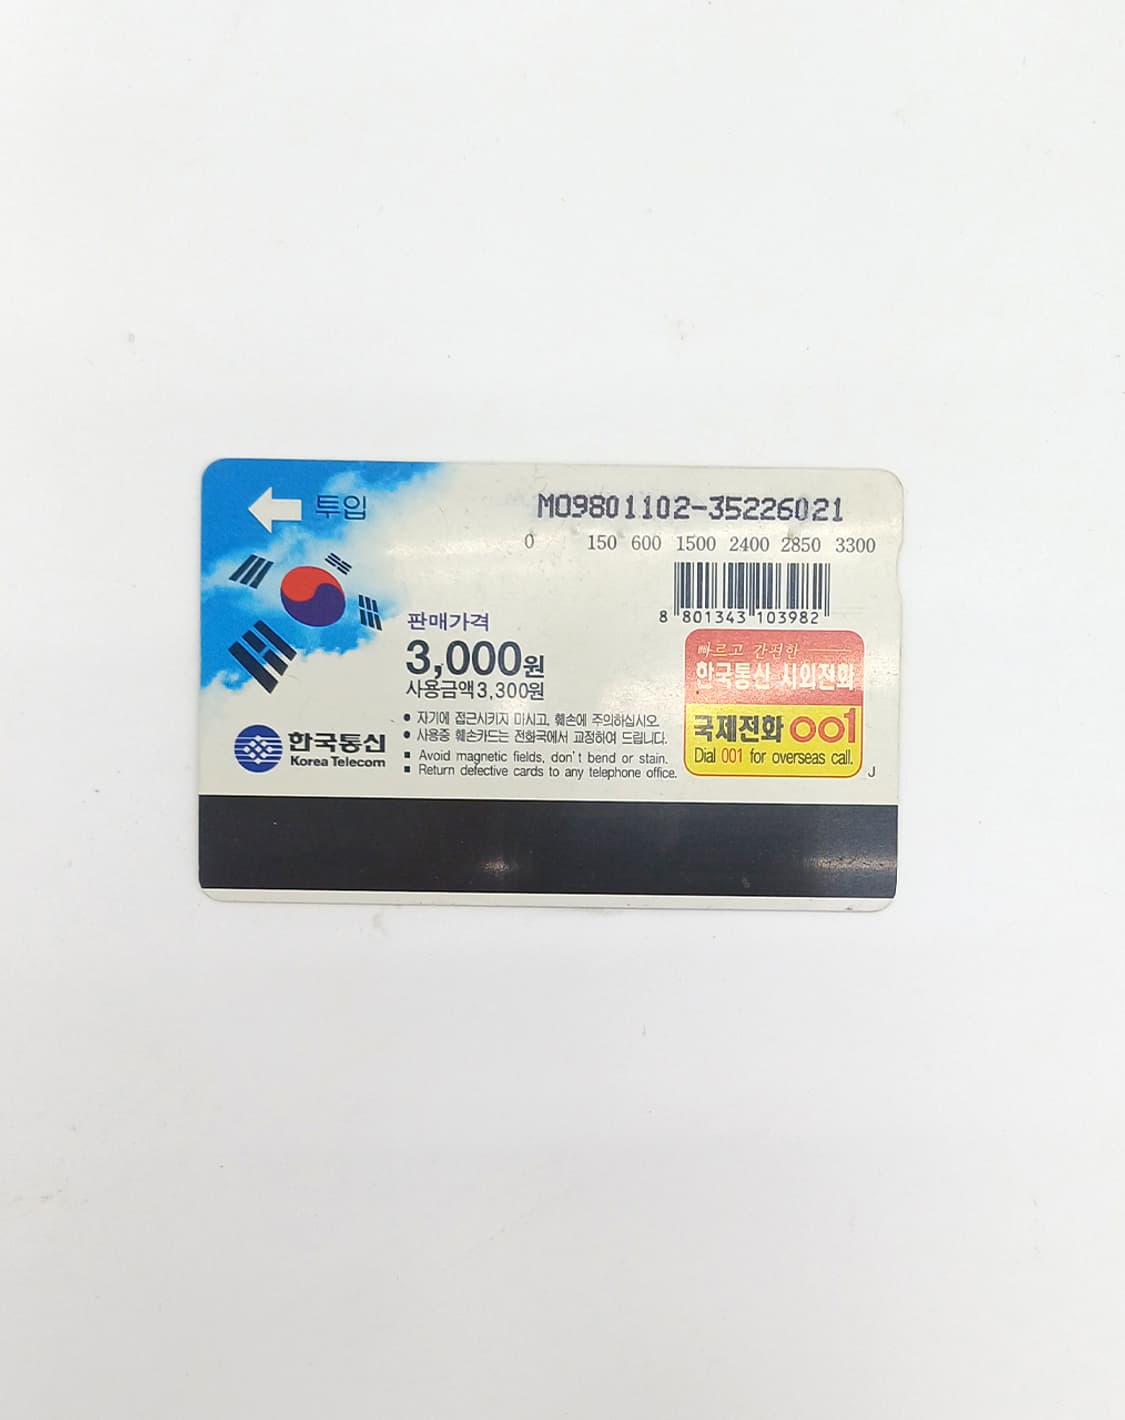 투입
MO9801102-35226021
0 150 600 1500 2400 2850 3300
8 801343 103982
판매가격
3,000원
사용금액3,300원
● 자기에 접근시키지 마시고, 훼손에 주의하십시오.
● 사용중 훼손카드는 전화국에서 교정하여 드립니다.
■ Avoid magnetic fields, don't bend or stain.
■ Return defective cards to any telephone office.
한국통신
Korea Telecom
빠르고 간편한
한국통신 시외전화
국제전화 001
Dial 001 for overseas call.
J